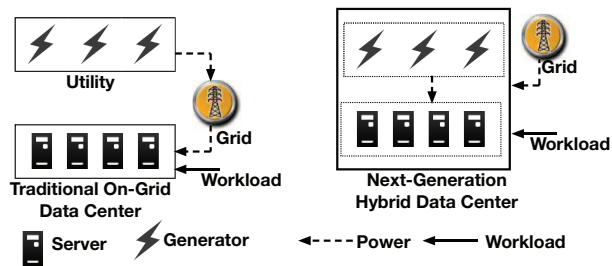 Utility
Grid
Traditional On-Grid
Data Center
Workload
Grid
Workload
Next-Generation
Hybrid Data Center
Server
Generator
Power
Workload